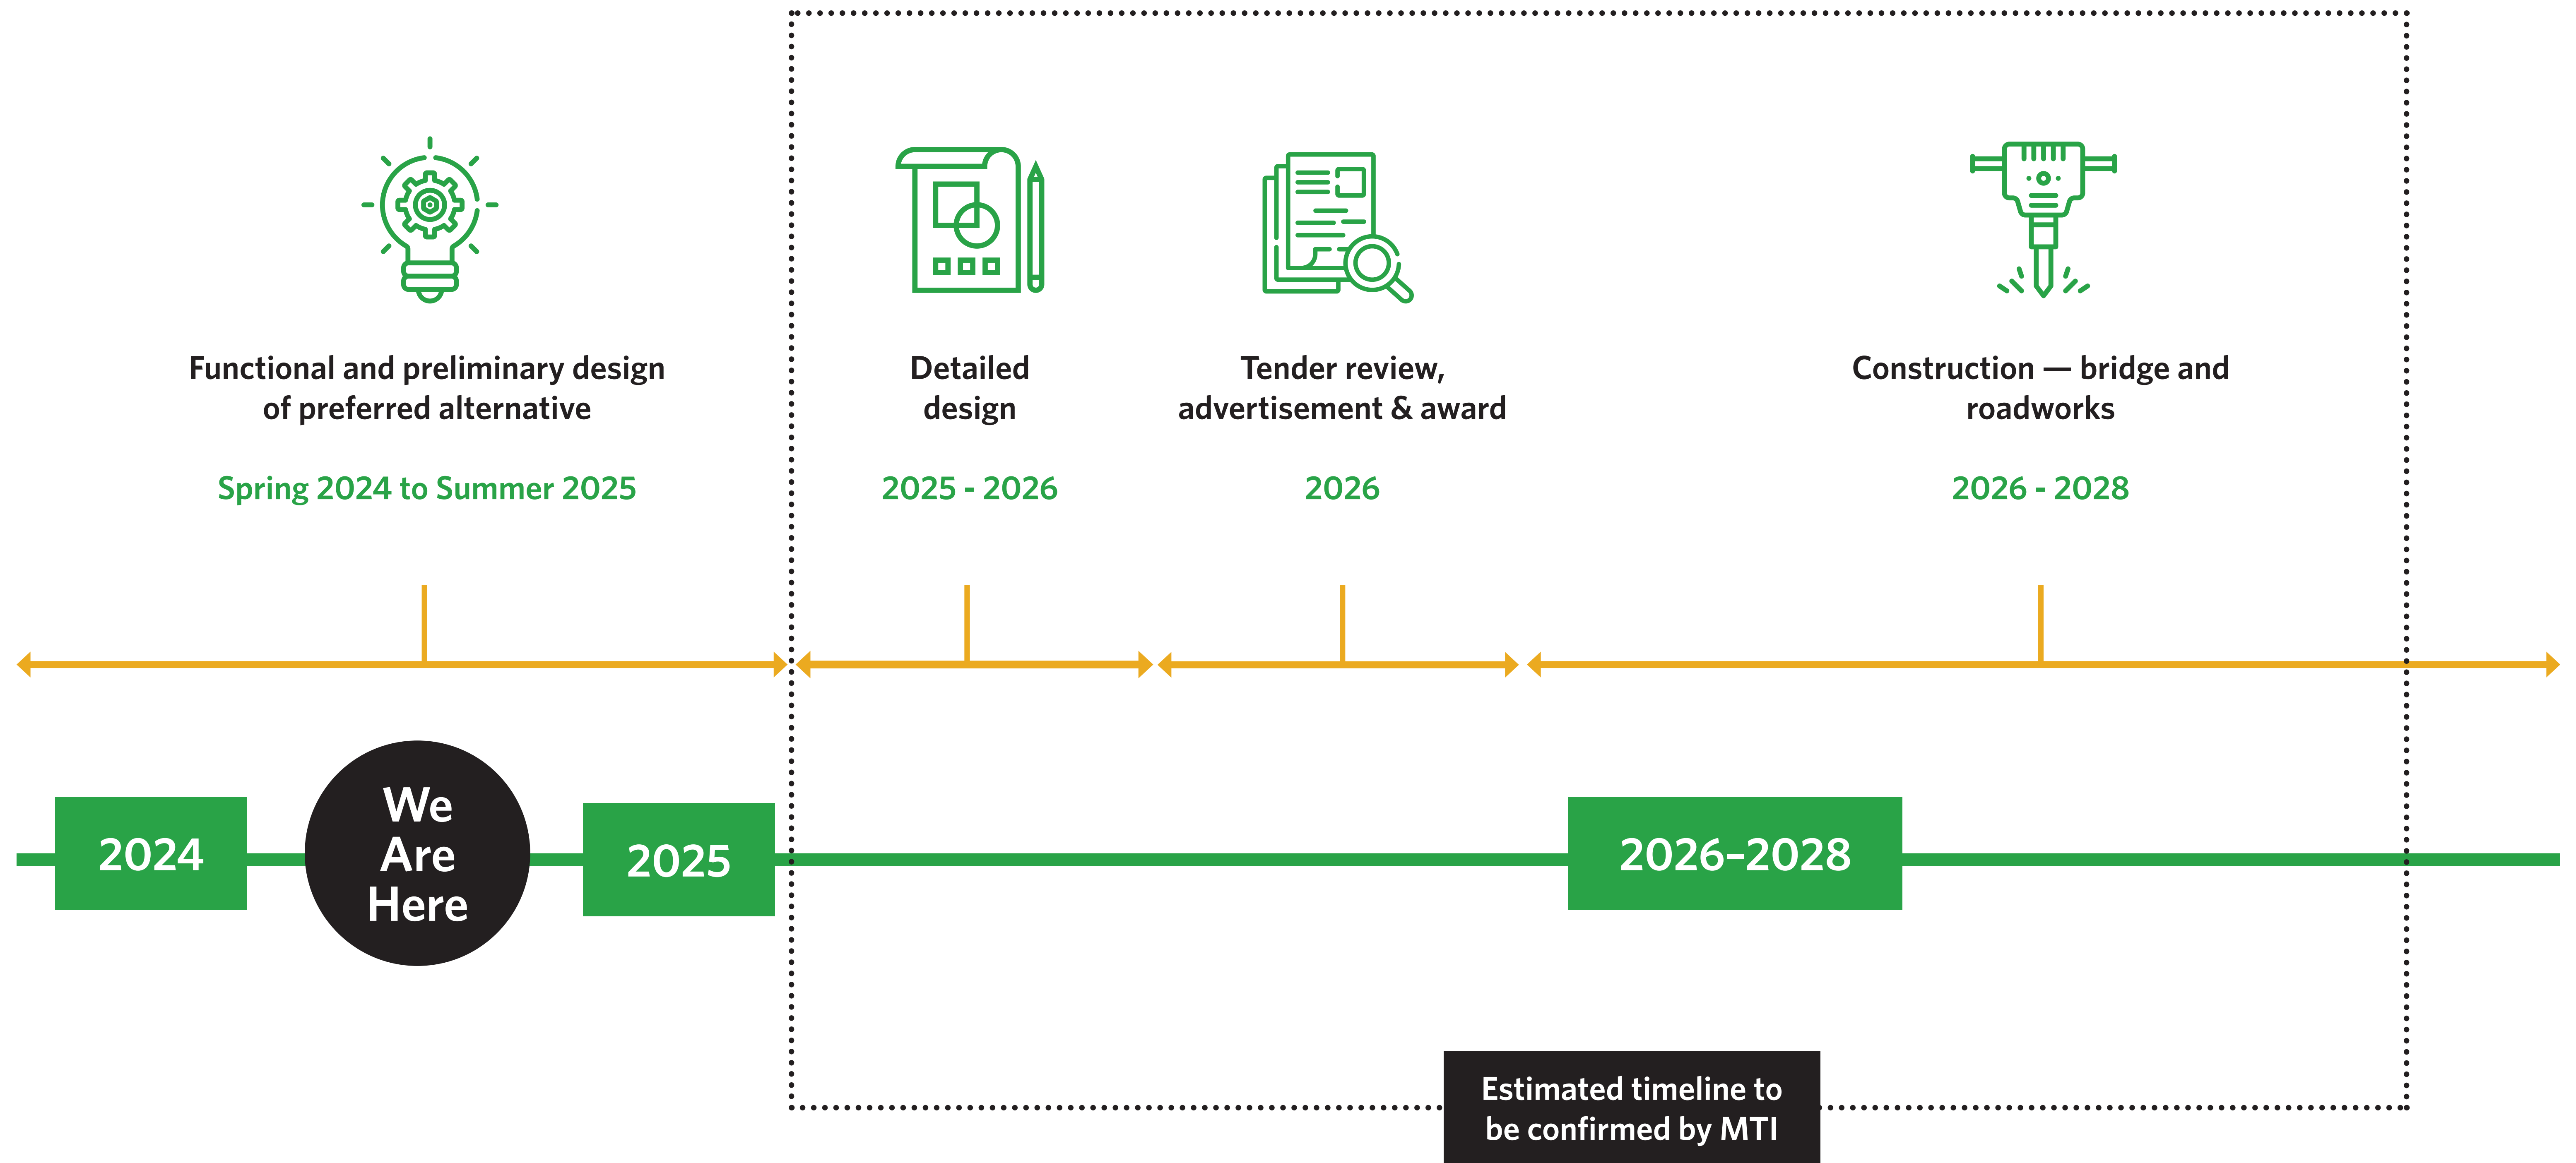 Functional and preliminary design
of preferred alternative
Spring 2024 to Summer 2025
Detailed
design
2025 - 2026
Tender review,
advertisement & award
2026
Construction — bridge and
roadworks
2026 - 2028
2024
We
Are
Here
2025
2026–2028
Estimated timeline to
be confirmed by MTI